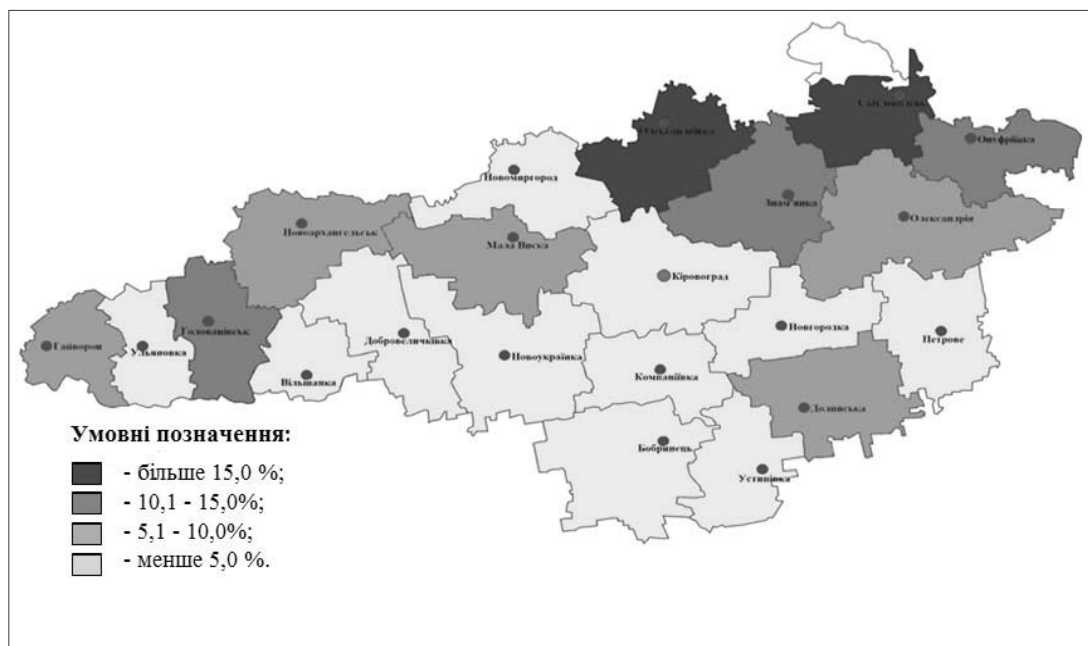 Олександрівка
Світловодськ
Онуфріївка
Новомиргород
Знам'янка
Олександрія
Новоархангельськ
Мала Виска
Кіровоград
Голованівськ
Гайворон
Ульяновка
Добровеличківка
Новгородка
Петрове
Новоукраїнка
Вільшанка
Компаніївка
Долинська
Бобринець
Устинівка
Умовні позначення:
- більше 15,0 %;
- 10,1 - 15,0%;
- 5,1 - 10,0%;
- менше 5,0 %.